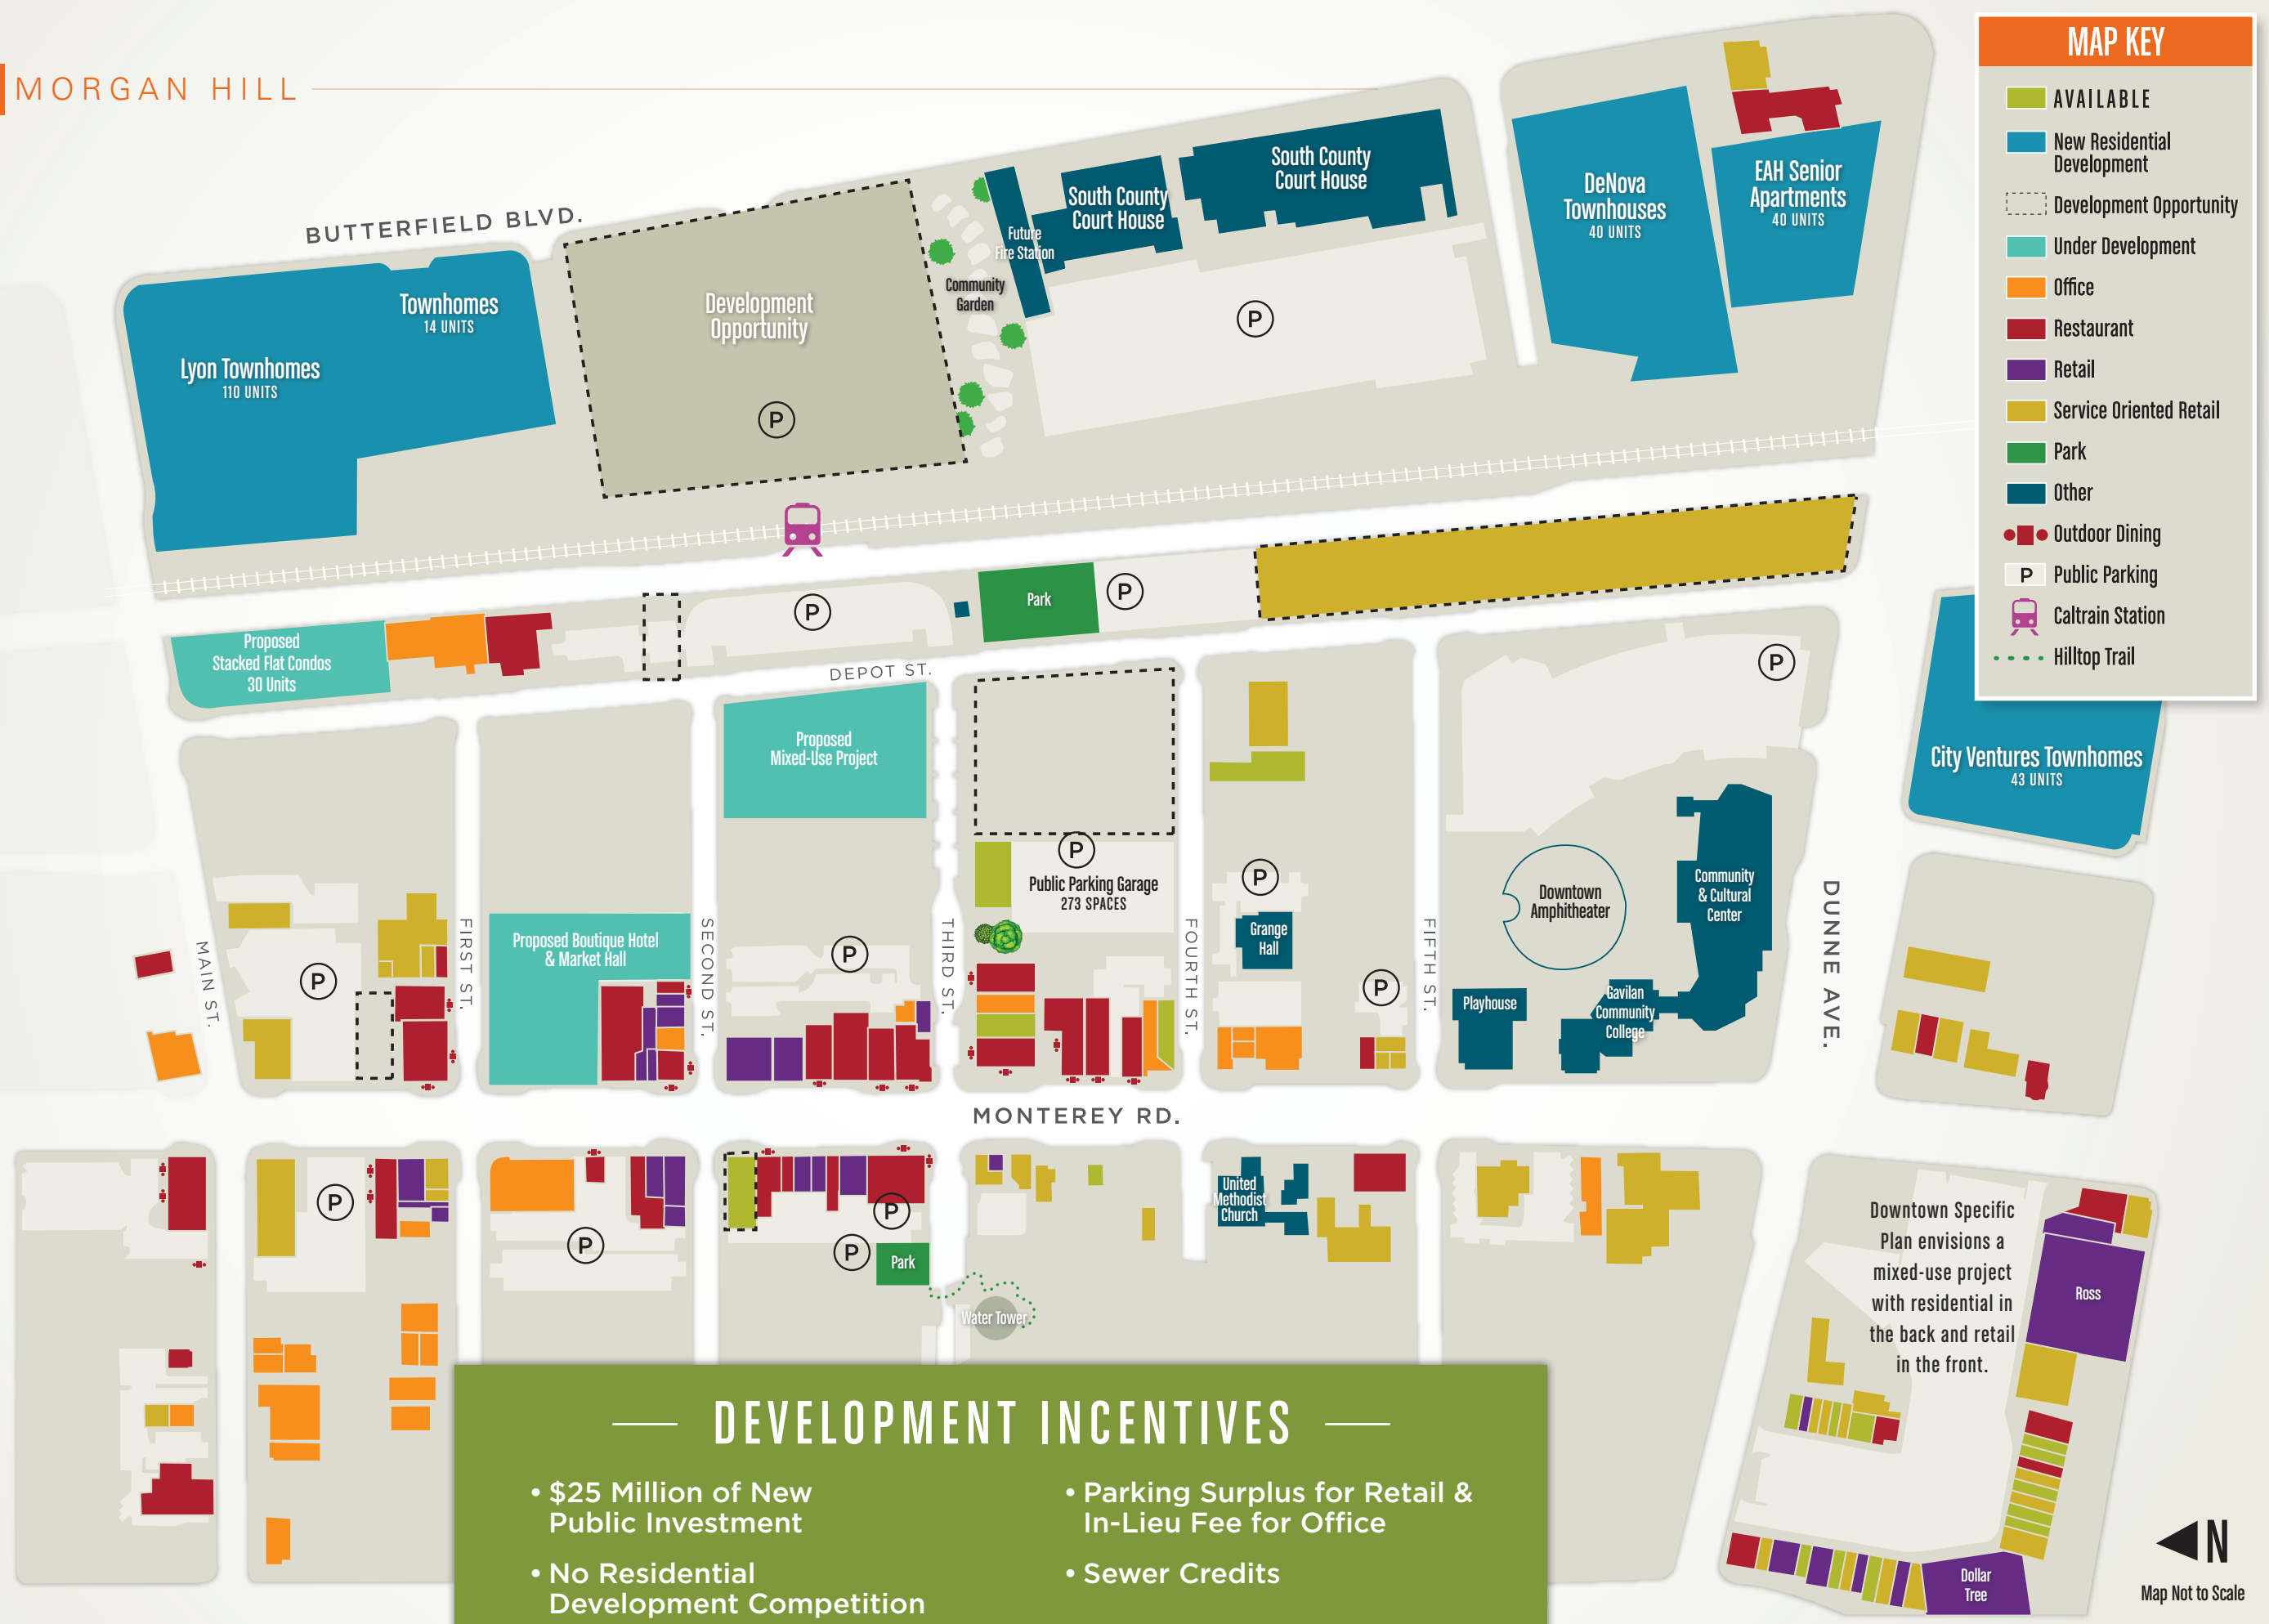 MORGAN HILL
BUTTERFIELD BLVD.
Townhomes
14 UNITS
Lyon Townhomes
110 UNITS
Development
Opportunity
P
Community
Garden
Future
Fire Station
South County
Court House
South County
Court House
P
DeNova
Townhouses
40 UNITS
EAH Senior
Apartments
40 UNITS
MAP KEY
AVAILABLE
New Residential
Development
Development Opportunity
Under Development
Office
Restaurant
Retail
Service Oriented Retail
Park
Other
Outdoor Dining
P Public Parking
Caltrain Station
Hilltop Trail
Proposed
Stacked Flat Condos
30 Units
P
Park
P
DEPOT ST.
P
Proposed
Mixed-Use Project
City Ventures Townhomes
43 UNITS
P
Public Parking Garage
273 SPACES
P
Grange
Hall
P
Downtown
Amphitheater
Community
& Cultural
Center
Playhouse
Gavilan
Community
College
Proposed Boutique Hotel
& Market Hall
P
P
MAIN ST.
FIRST ST.
SECOND ST.
THIRD ST.
FOURTH ST.
FIFTH ST.
DUNNE AVE.
MONTEREY RD.
P
P
P
P
Park
Water Tower
United
Methodist
Church
Downtown Specific
Plan envisions a
mixed-use project
with residential in
the back and retail
in the front.
Ross
Dollar
Tree
DEVELOPMENT INCENTIVES
• $25 Million of New
Public Investment
• No Residential
Development Competition
• Parking Surplus for Retail &
In-Lieu Fee for Office
• Sewer Credits
N
Map Not to Scale